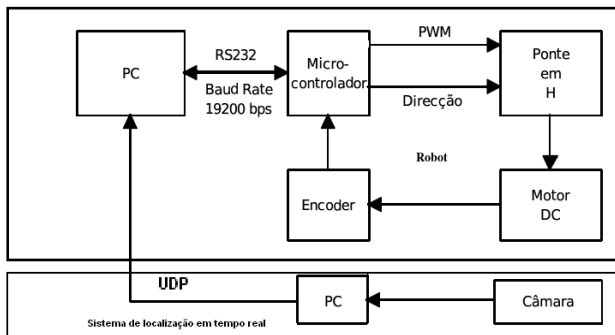 PC
RS232
Baud Rate
19200 bps
Micro-
controlador
PWM
Direcção
Ponte
em
H
Robot
Encoder
Motor
DC
UDP
PC
Câmara
Sistema de localização em tempo real